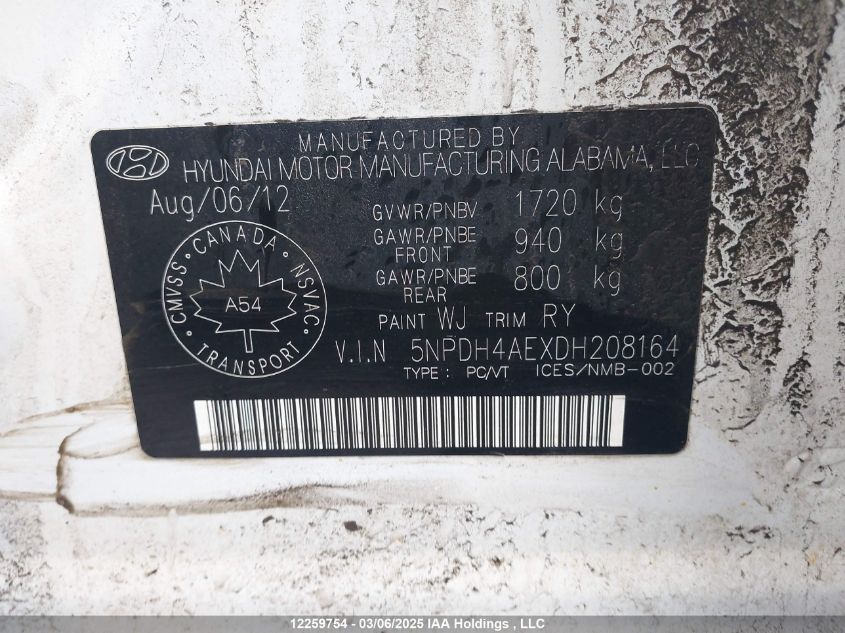 MANUFACTURED BY
HYUNDAI MOTOR MANUFACTURING ALABAMA, LLC
Aug/06/12
GVWR/PNBV 1720 kg
GAWR/PNBE FRONT 940 kg
GAWR/PNBE REAR 800 kg
PAINT WJ TRIM RY
CANADA
CMVSS NSVAC
A54
TRANSPORT
V.I.N 5NPDH4AEXDH208164
TYPE : PC/VT ICES/NMB-002
12259754 - 03/06/2025 IAA Holdings , LLC